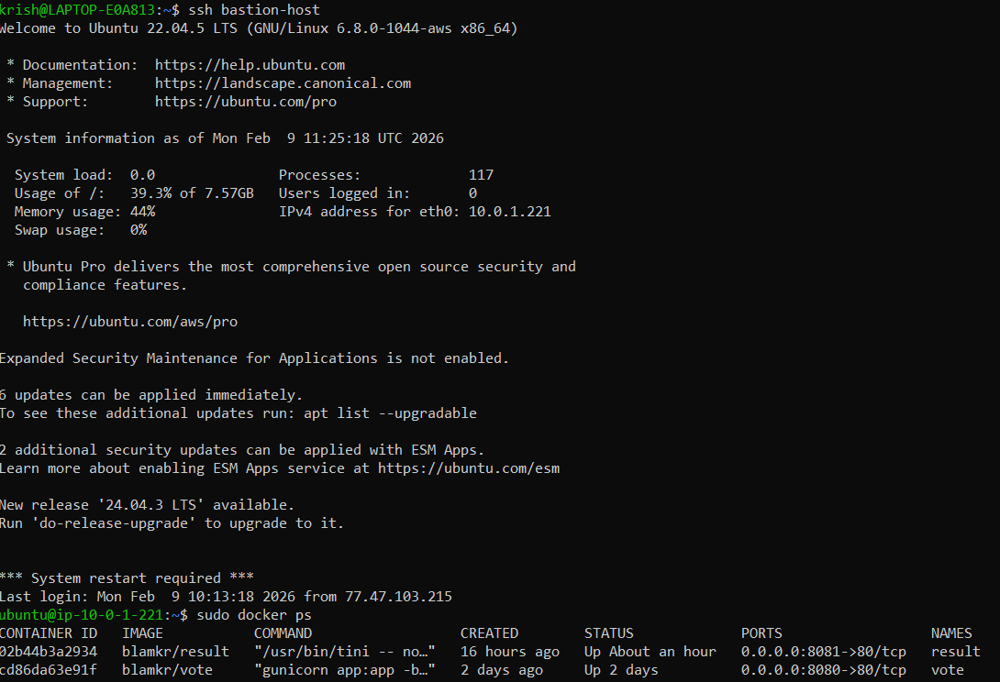 krish@LAPTOP-E0A813:~$ ssh bastion-host
Welcome to Ubuntu 22.04.5 LTS (GNU/Linux 6.8.0-1044-aws x86_64)
* Documentation: https://help.ubuntu.com
* Management: https://landscape.canonical.com
* Support: https://ubuntu.com/pro
System information as of Mon Feb 9 11:25:18 UTC 2026
System load: 0.0 Processes: 117
Usage of /: 39.3% of 7.57GB Users logged in: 0
Memory usage: 44% IPv4 address for eth0: 10.0.1.221
Swap usage: 0%
* Ubuntu Pro delivers the most comprehensive open source security and
compliance features.
https://ubuntu.com/aws/pro
Expanded Security Maintenance for Applications is not enabled.
6 updates can be applied immediately.
To see these additional updates run: apt list --upgradable
2 additional security updates can be applied with ESM Apps.
Learn more about enabling ESM Apps service at https://ubuntu.com/esm
New release '24.04.3 LTS' available.
Run 'do-release-upgrade' to upgrade to it.
*** System restart required ***
Last login: Mon Feb 9 10:13:18 2026 from 77.47.103.215
ubuntu@ip-10-0-1-221:~$ sudo docker ps
CONTAINER ID IMAGE COMMAND CREATED STATUS PORTS NAMES
02b44b3a2934 blamkr/result "/usr/bin/tini -- no…" 16 hours ago Up About an hour 0.0.0.0:8081->80/tcp result
cd86da63e91f blamkr/vote "gunicorn app:app -b…" 2 days ago Up 2 days 0.0.0.0:8080->80/tcp vote